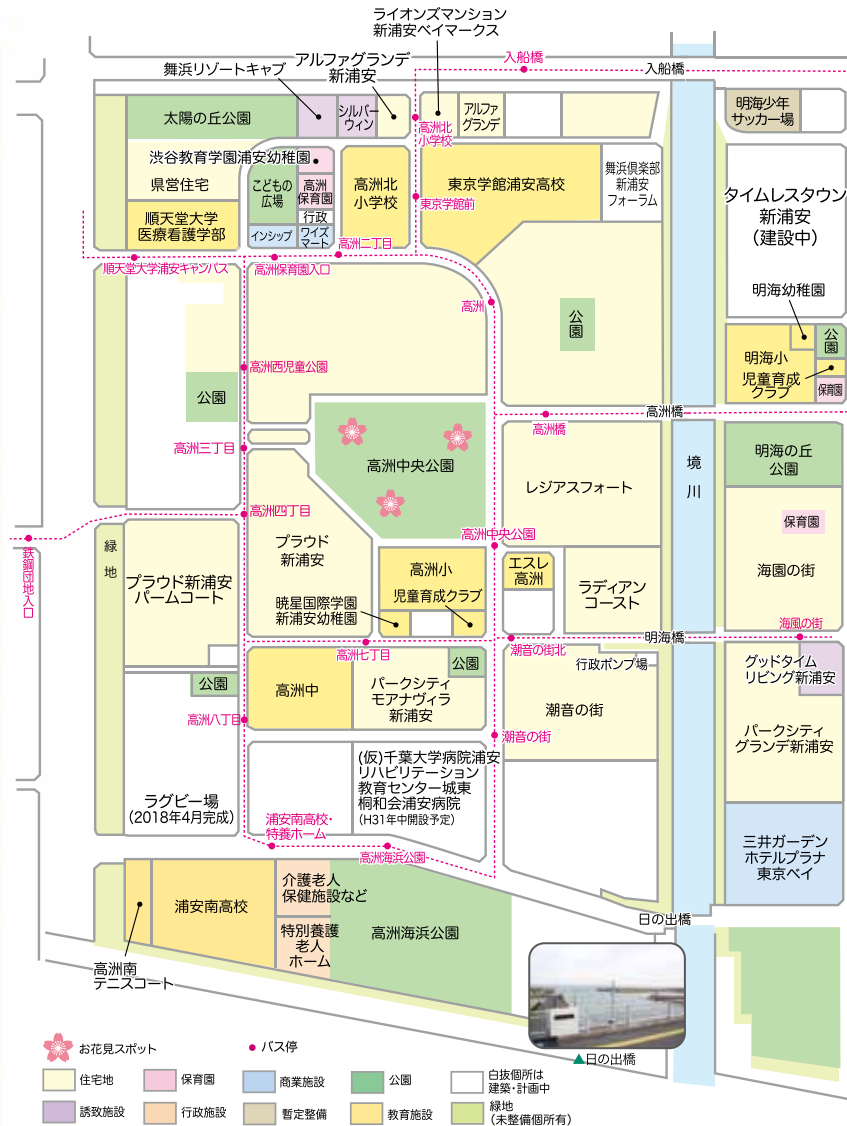 ライオンズマンション
新浦安ベイマークス
アルファグランデ
新浦安
舞浜リゾートキャブ
入船橋
入船橋
太陽の丘公園
シルバー
ウィン
高洲北
小学校
アルファ
グランデ
明海少年
サッカー場
渋谷教育学園浦安幼稚園
県営住宅
こどもの
広場
高洲
保育園
行政
インシップ
ワイズ
マート
高洲北
小学校
東京学館浦安高校
舞浜倶楽部
新浦安
フォーラム
東京学館前
タイムレスタウン
新浦安
(建設中)
順天堂大学
医療看護学部
高洲二丁目
順天堂大学浦安キャンパス
高洲保育園入口
高洲
公園
明海幼稚園
明海小
児童育成
クラブ
公園
保育園
高洲西児童公園
公園
高洲橋
高洲橋
高洲三丁目
高洲中央公園
レジアスフォート
境川
明海の丘
公園
保育園
海園の街
高洲四丁目
高洲中央公園
鉄鋼団地入口
緑地
プラウド新浦安
パームコート
プラウド
新浦安
高洲小
児童育成クラブ
暁星国際学園
新浦安幼稚園
エスレ
高洲
ラディアン
コースト
海風の街
明海橋
高洲七丁目
潮音の街北
行政ポンプ場
グッドタイム
リビング新浦安
公園
高洲中
パークシティ
モアナヴィラ
新浦安
公園
潮音の街
パークシティ
グランデ新浦安
高洲八丁目
潮音の街
ラグビー場
(2018年4月完成)
(仮)千葉大学病院浦安
リハビリテーション
教育センター城東
桐和会浦安病院
(H31年中開設予定)
浦安南高校・
特養ホーム
高洲海浜公園
三井ガーデン
ホテルプラナ
東京ベイ
浦安南高校
介護老人
保健施設など
特別養護
老人
ホーム
高洲海浜公園
日の出橋
高洲南
テニスコート
▲日の出橋
お花見スポット
バス停
住宅地
保育園
商業施設
公園
白抜個所は
建築・計画中
誘致施設
行政施設
暫定整備
教育施設
緑地
(未整備個所有)